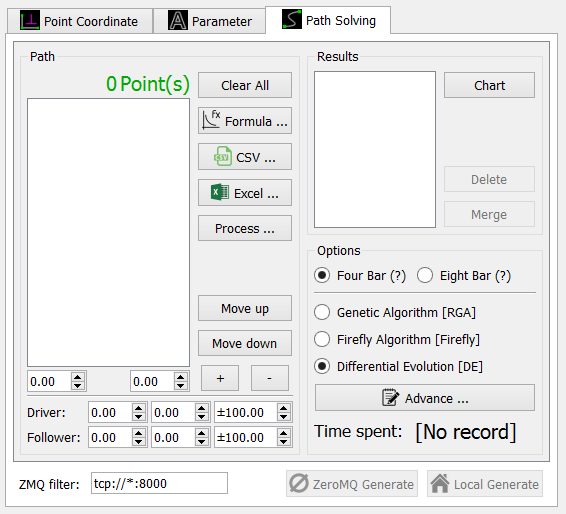 Point Coordinate
Parameter
Path Solving
Path
0 Point(s)
Clear All
fx Formula ...
CSV CSV ...
Excel ...
Process ...
Move up
Move down
0.00 0.00 + -
Driver: 0.00 0.00 ±100.00
Follower: 0.00 0.00 ±100.00
Results
Chart
Delete
Merge
Options
Four Bar (?) Eight Bar (?)
Genetic Algorithm [RGA]
Firefly Algorithm [Firefly]
Differential Evolution [DE]
Advance ...
Time spent: [No record]
ZMQ filter: tcp://*:8000
ZeroMQ Generate
Local Generate